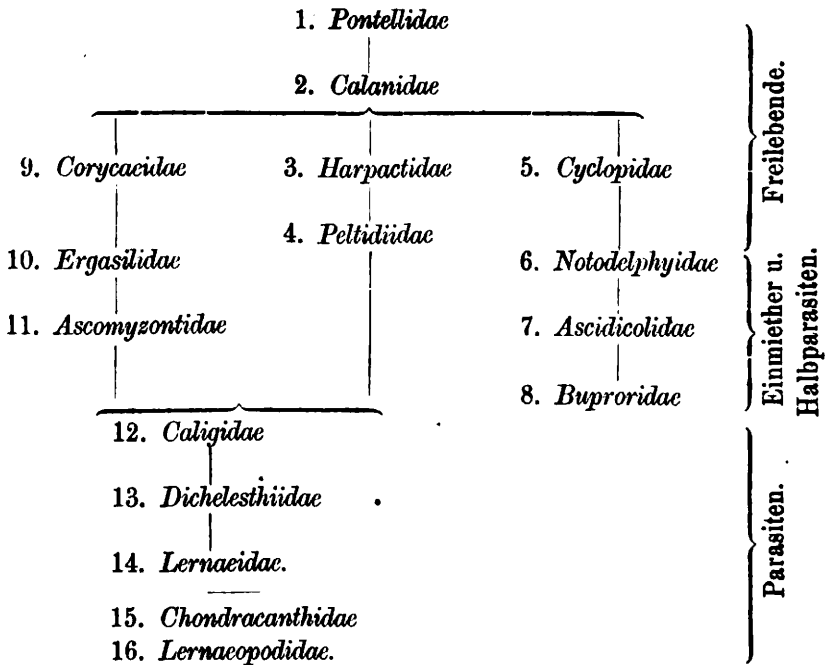 1. Pontellidae
2. Calanidae
9. Corycaeidae 3. Harpactidae 5. Cyclopidae
4. Peltidiidae
10. Ergasilidae 6. Notodelphyidae
11. Ascomyzontidae 7. Ascidicolidae
8. Buproridae
12. Caligidae
13. Dichelesthiidae
14. Lernaeidae.
15. Chondracanthidae
16. Lernaeopodidae.
Freilebende.
Einmiether u.
Halbparasiten.
Parasiten.